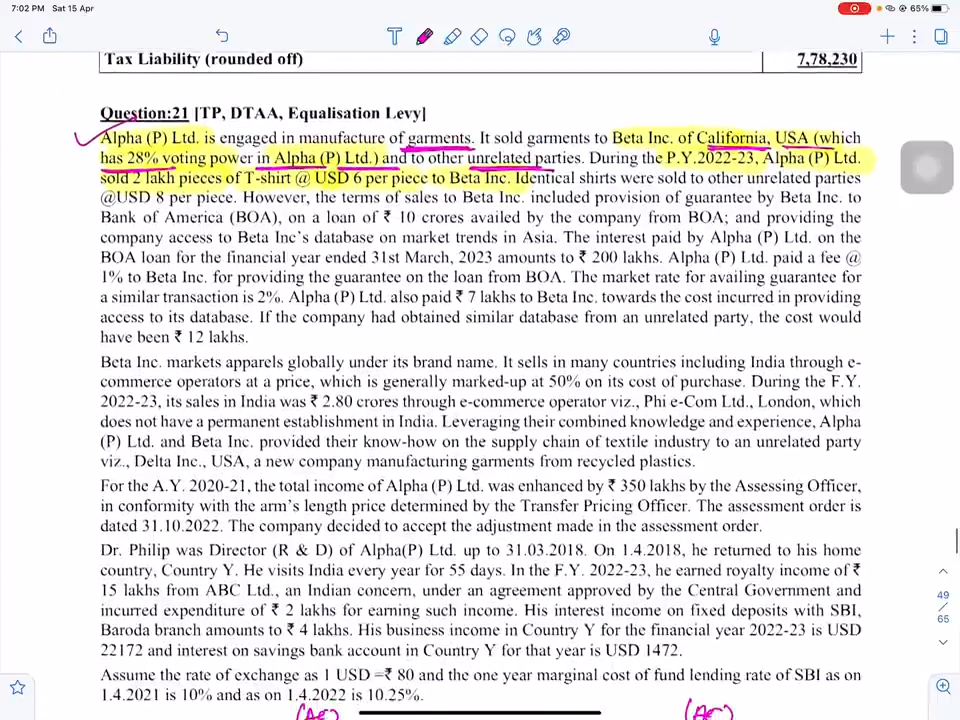 7:02 PM Sat 15 Apr
65%
Tax Liability (rounded off) 7,78,230
Question:21 [TP, DTAA, Equalisation Levy]
Alpha (P) Ltd. is engaged in manufacture of garments. It sold garments to Beta Inc. of California, USA (which
has 28% voting power in Alpha (P) Ltd.) and to other unrelated parties. During the P.Y.2022-23, Alpha (P) Ltd.
sold 2 lakh pieces of T-shirt @ USD 6 per piece to Beta Inc. Identical shirts were sold to other unrelated parties
@USD 8 per piece. However, the terms of sales to Beta Inc. included provision of guarantee by Beta Inc. to
Bank of America (BOA), on a loan of ₹ 10 crores availed by the company from BOA; and providing the
company access to Beta Inc's database on market trends in Asia. The interest paid by Alpha (P) Ltd. on the
BOA loan for the financial year ended 31st March, 2023 amounts to ₹ 200 lakhs. Alpha (P) Ltd. paid a fee @
1% to Beta Inc. for providing the guarantee on the loan from BOA. The market rate for availing guarantee for
a similar transaction is 2%. Alpha (P) Ltd. also paid ₹ 7 lakhs to Beta Inc. towards the cost incurred in providing
access to its database. If the company had obtained similar database from an unrelated party, the cost would
have been ₹ 12 lakhs.
Beta Inc. markets apparels globally under its brand name. It sells in many countries including India through e-
commerce operators at a price, which is generally marked-up at 50% on its cost of purchase. During the F.Y.
2022-23, its sales in India was ₹ 2.80 crores through e-commerce operator viz., Phi e-Com Ltd., London, which
does not have a permanent establishment in India. Leveraging their combined knowledge and experience, Alpha
(P) Ltd. and Beta Inc. provided their know-how on the supply chain of textile industry to an unrelated party
viz., Delta Inc., USA, a new company manufacturing garments from recycled plastics.
For the A.Y. 2020-21, the total income of Alpha (P) Ltd. was enhanced by ₹ 350 lakhs by the Assessing Officer,
in conformity with the arm's length price determined by the Transfer Pricing Officer. The assessment order is
dated 31.10.2022. The company decided to accept the adjustment made in the assessment order.
Dr. Philip was Director (R & D) of Alpha(P) Ltd. up to 31.03.2018. On 1.4.2018, he returned to his home
country, Country Y. He visits India every year for 55 days. In the F.Y. 2022-23, he earned royalty income of ₹
15 lakhs from ABC Ltd., an Indian concern, under an agreement approved by the Central Government and
incurred expenditure of ₹ 2 lakhs for earning such income. His interest income on fixed deposits with SBI,
Baroda branch amounts to ₹ 4 lakhs. His business income in Country Y for the financial year 2022-23 is USD
22172 and interest on savings bank account in Country Y for that year is USD 1472.
Assume the rate of exchange as 1 USD =₹ 80 and the one year marginal cost of fund lending rate of SBI as on
1.4.2021 is 10% and as on 1.4.2022 is 10.25%.
49
/
65